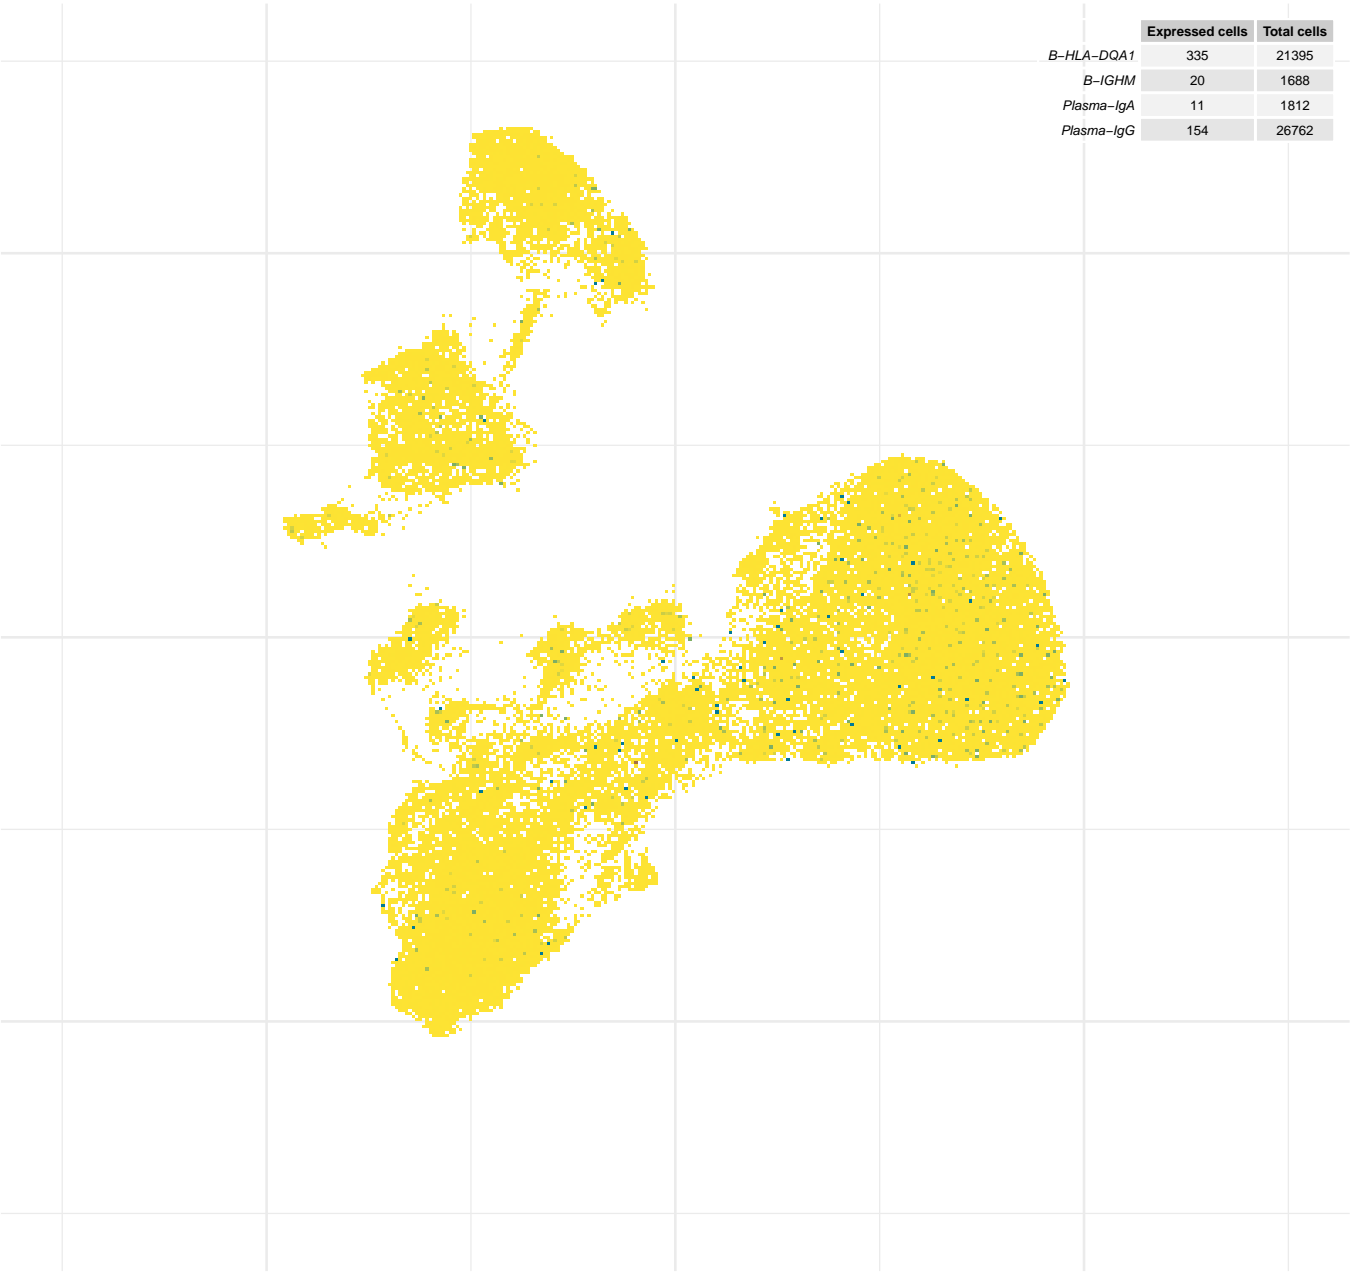 Expressed cells Total cells
B−HLA−DQA1 335 21395
B−IGHM 20 1688
Plasma−IgA 11 1812
Plasma−IgG 154 26762